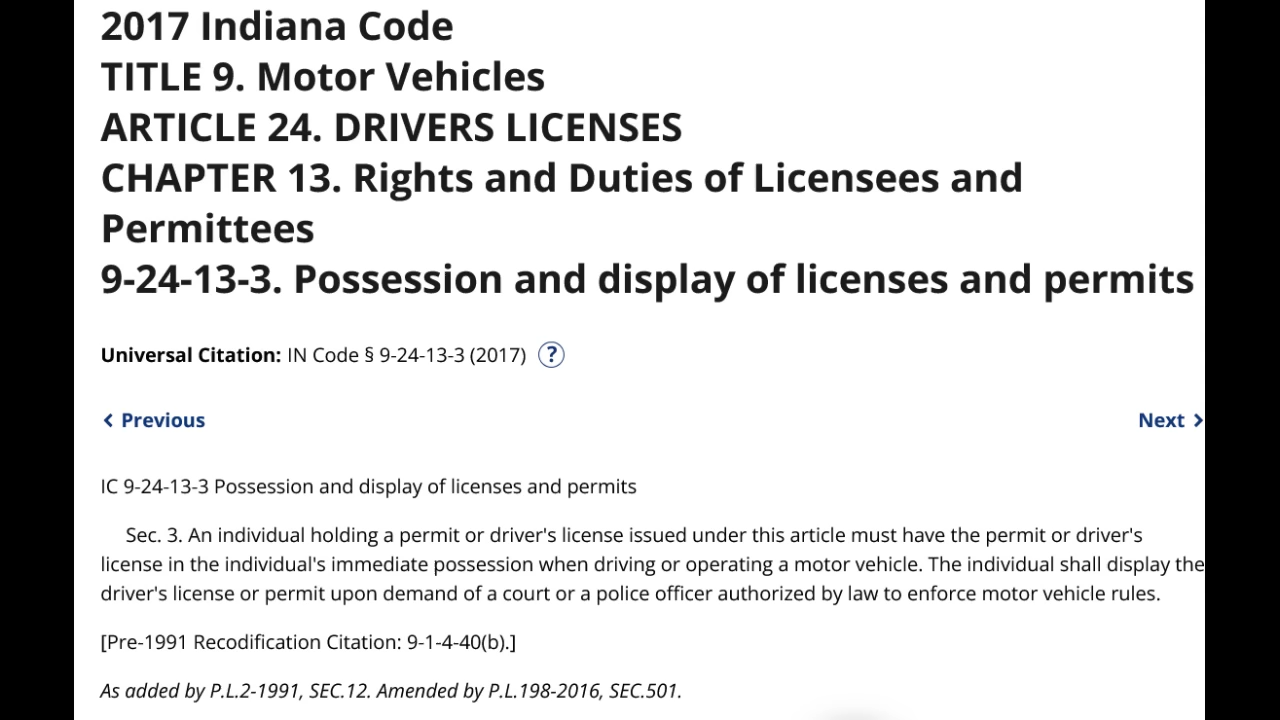 2017 Indiana Code
TITLE 9. Motor Vehicles
ARTICLE 24. DRIVERS LICENSES
CHAPTER 13. Rights and Duties of Licensees and
Permittees
9-24-13-3. Possession and display of licenses and permits
Universal Citation: IN Code § 9-24-13-3 (2017) ?
< Previous
Next >
IC 9-24-13-3 Possession and display of licenses and permits
Sec. 3. An individual holding a permit or driver's license issued under this article must have the permit or driver's
license in the individual's immediate possession when driving or operating a motor vehicle. The individual shall display the
driver's license or permit upon demand of a court or a police officer authorized by law to enforce motor vehicle rules.
[Pre-1991 Recodification Citation: 9-1-4-40(b).]
As added by P.L.2-1991, SEC.12. Amended by P.L.198-2016, SEC.501.